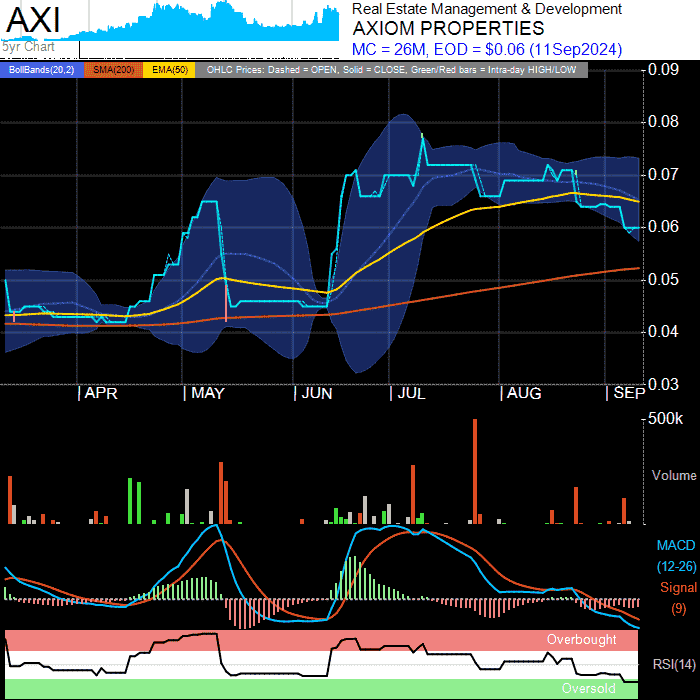 AXI
5yr Chart
Real Estate Management & Development
AXIOM PROPERTIES
MC = 26M, EOD = $0.06 (11Sep2024)
BollBands(20,2) SMA(200) EMA(50) OHLC Prices: Dashed = OPEN, Solid = CLOSE, Green/Red bars = Intra-day HIGH/LOW
0.09
0.08
0.07
0.06
0.05
0.04
0.03
APR MAY JUN JUL AUG SEP
500k
Volume
MACD
(12-26)
Signal
(9)
Overbought
RSI(14)
Oversold